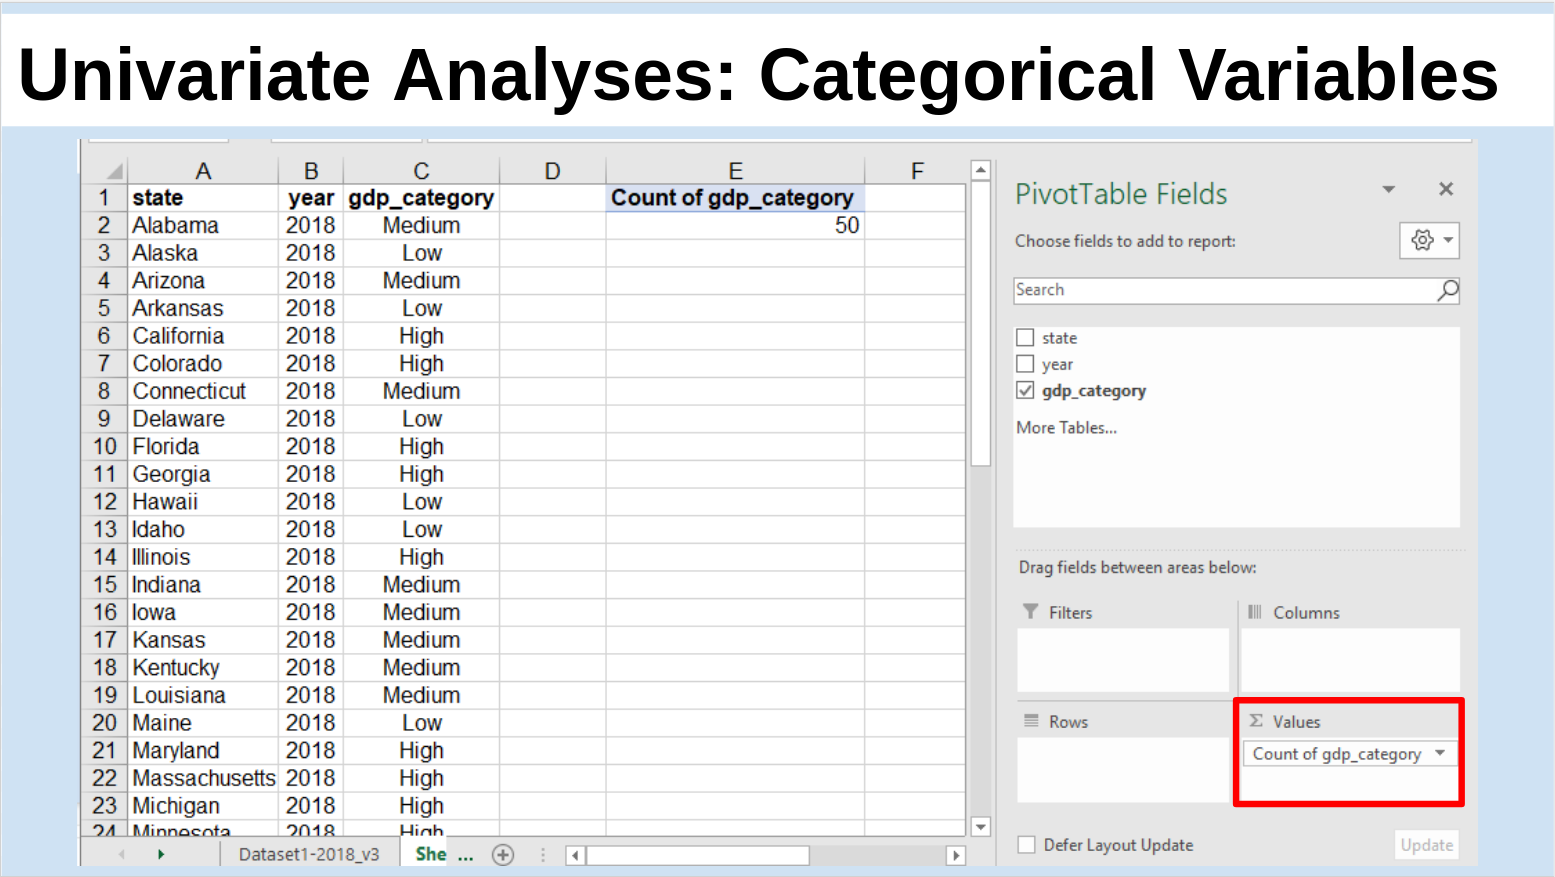 Univariate Analyses: Categorical Variables
A B C D E F
1 state year gdp_category Count of gdp_category
2 Alabama 2018 Medium 50
3 Alaska 2018 Low
4 Arizona 2018 Medium
5 Arkansas 2018 Low
6 California 2018 High
7 Colorado 2018 High
8 Connecticut 2018 Medium
9 Delaware 2018 Low
10 Florida 2018 High
11 Georgia 2018 High
12 Hawaii 2018 Low
13 Idaho 2018 Low
14 Illinois 2018 High
15 Indiana 2018 Medium
16 Iowa 2018 Medium
17 Kansas 2018 Medium
18 Kentucky 2018 Medium
19 Louisiana 2018 Medium
20 Maine 2018 Low
21 Maryland 2018 High
22 Massachusetts 2018 High
23 Michigan 2018 High
24 Minnesota 2018 High
Dataset1-2018_v3 She ...
PivotTable Fields
Choose fields to add to report:
Search
state
year
gdp_category
More Tables...
Drag fields between areas below:
Filters Columns
Rows Σ Values
Count of gdp_category
Defer Layout Update Update